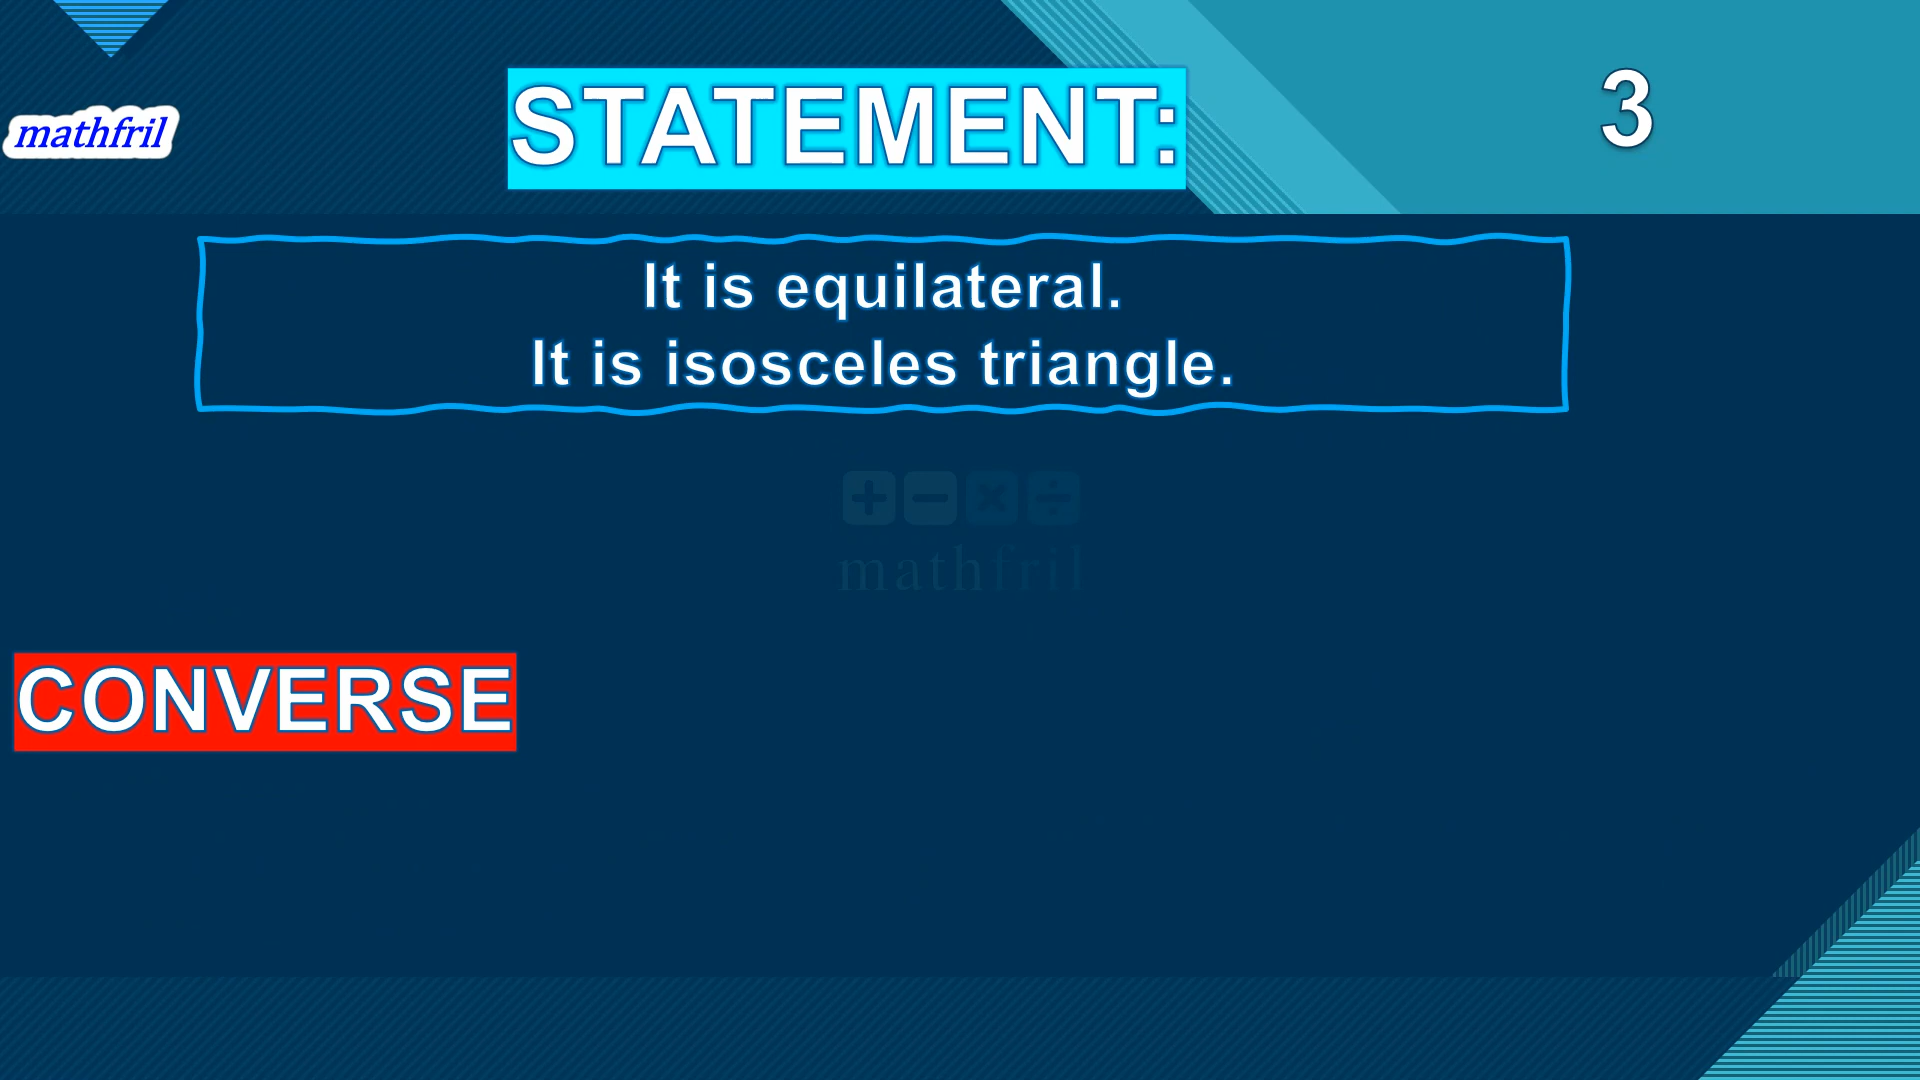 mathfril
STATEMENT:
3
It is equilateral.
It is isosceles triangle.
mathfril
CONVERSE